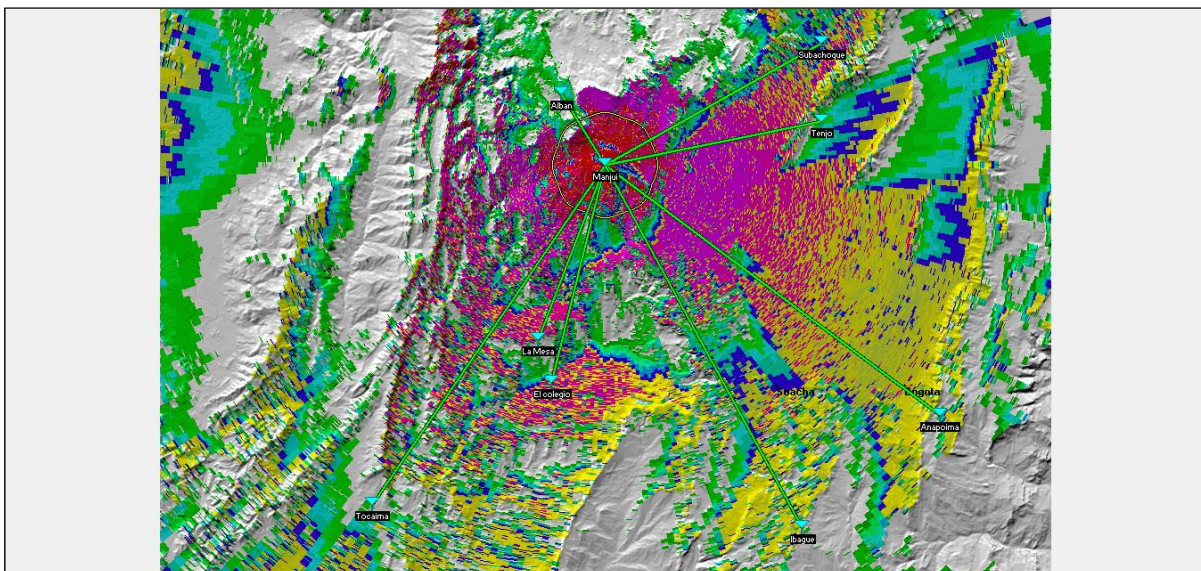 Subachoque
Alban
Tenjo
Manjui
La Mesa
El colegio
Soacha
Bogota
Anapoima
Tocaima
Ibague